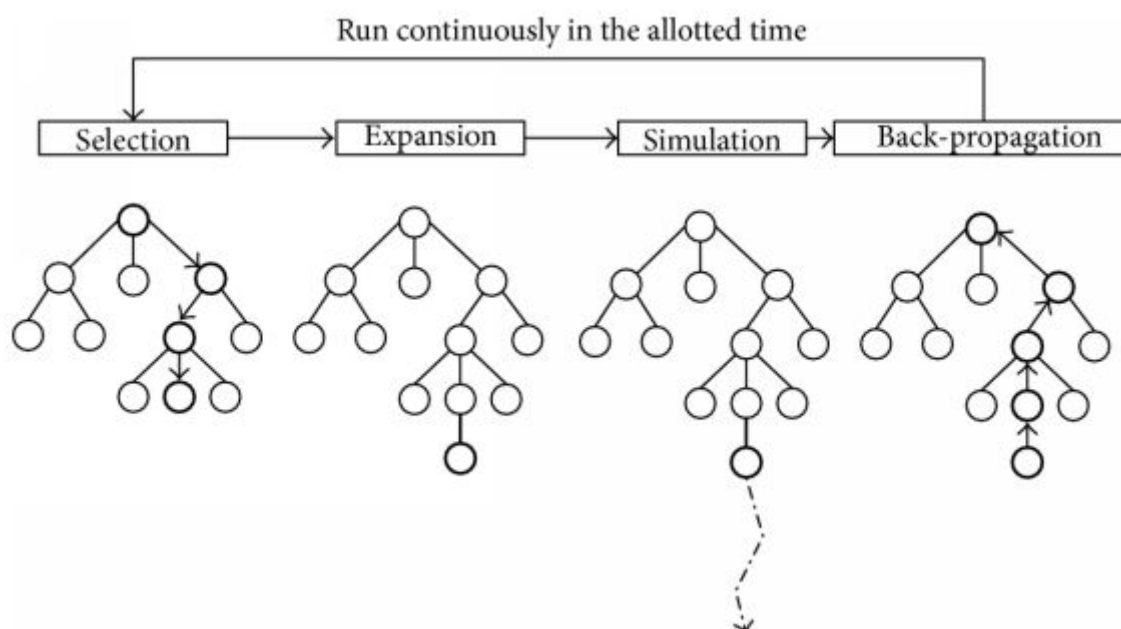 Run continuously in the allotted time
Selection
Expansion
Simulation
Back-propagation